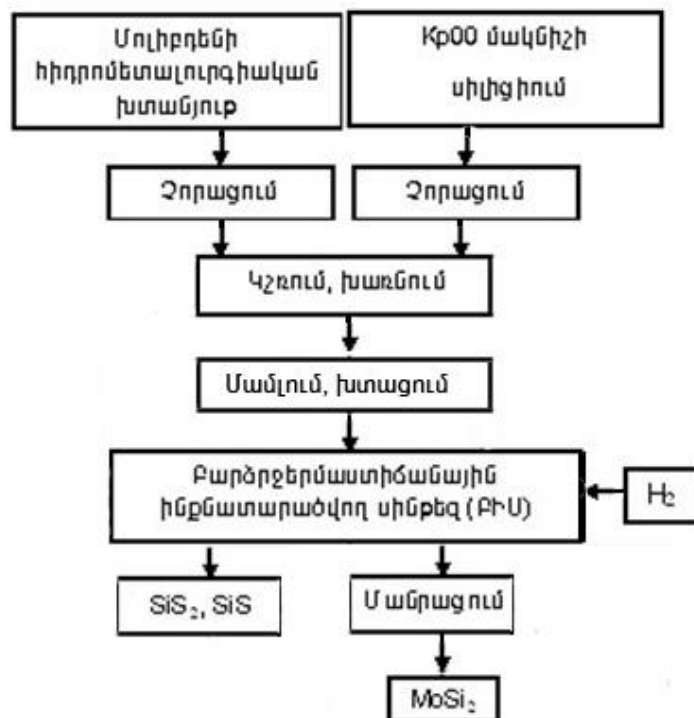 Մոլիբդենի
հիդրոմետալուրգիական
խտանյութ
Kp00 մակնիշի
սիլիցիում
Չորացում
Չորացում
Կշռում, խառնում
Մամլում, խտացում
Բարձրջերմաստիճանային
ինքնատարածվող սինթեզ (ԲԻՍ)
H₂
SiS₂, SiS
Մանրացում
MoSi₂